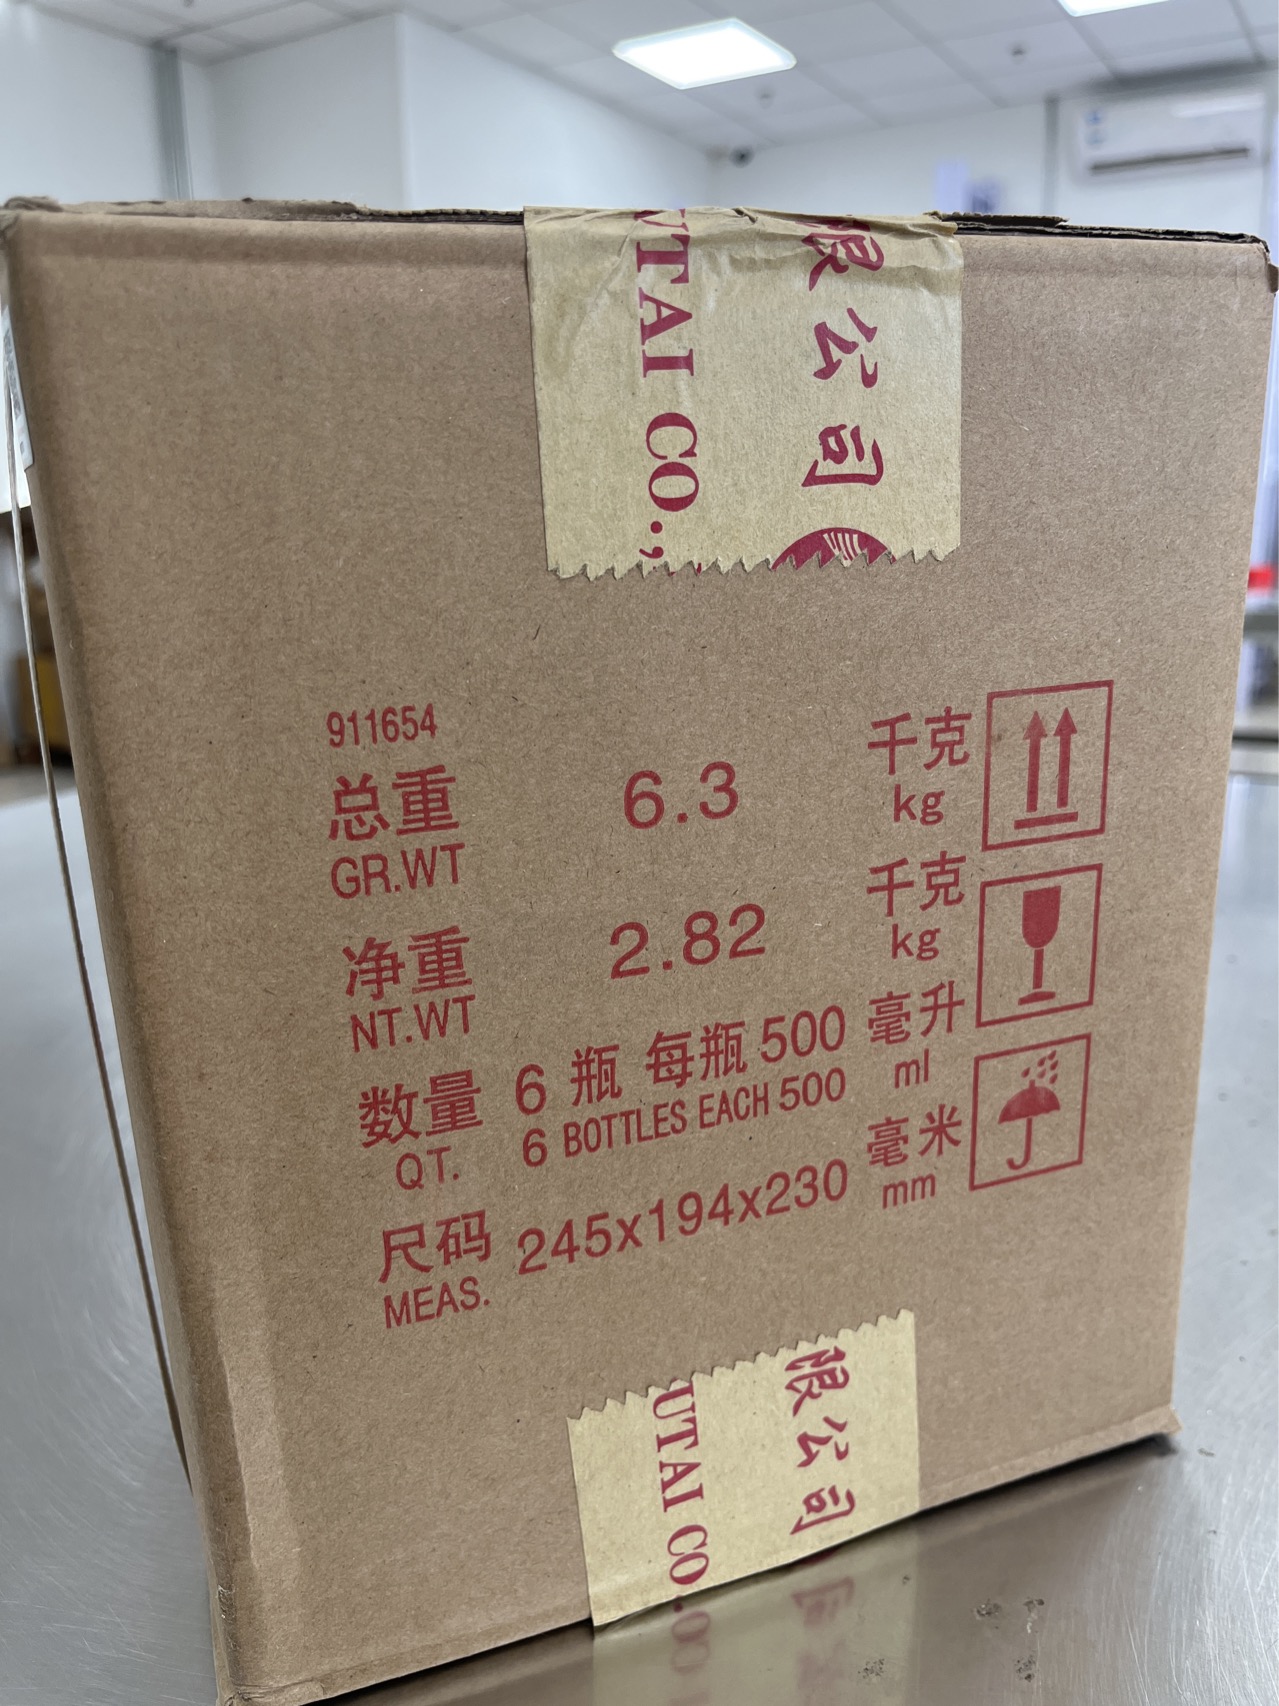 UTAI CO.,
限公司
911654
总重 6.3 千克
GR.WT kg
净重 2.82 千克
NT.WT kg
数量 6 瓶 每瓶 500 毫升
QT. 6 BOTTLES EACH 500 ml
尺码 245x194x230 毫米
MEAS. mm
UTAI CO
限公司